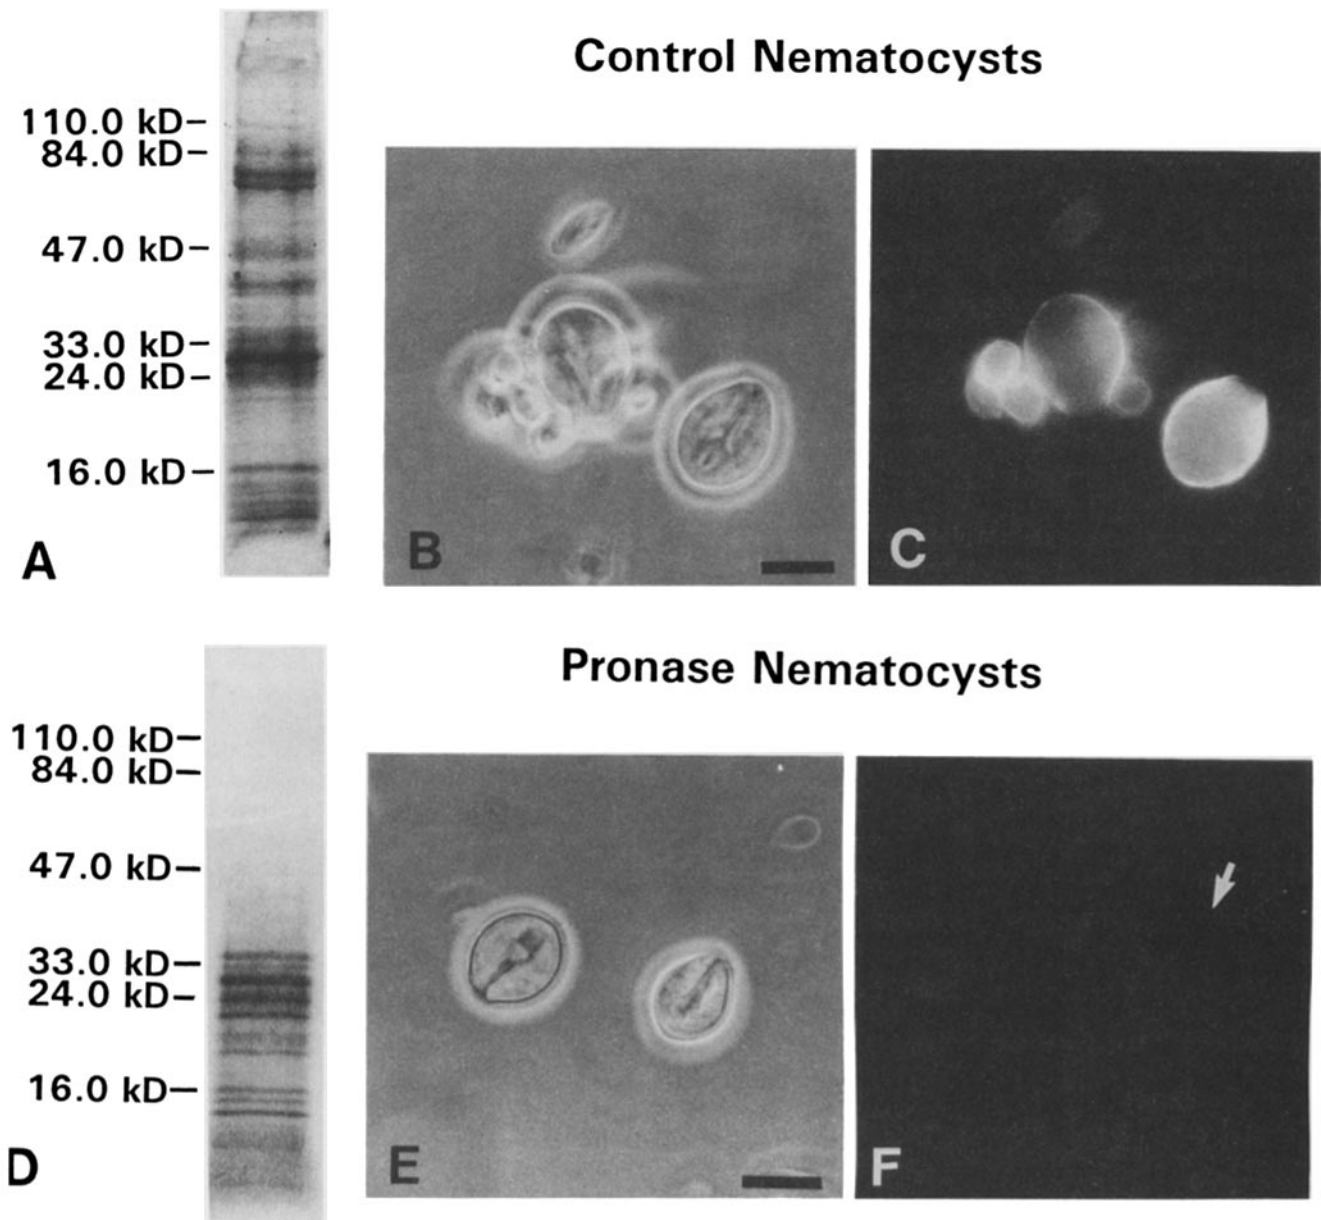 Control Nematocysts
110.0 kD
84.0 kD
47.0 kD
33.0 kD
24.0 kD
16.0 kD
A
B
C
Pronase Nematocysts
110.0 kD
84.0 kD
47.0 kD
33.0 kD
24.0 kD
16.0 kD
D
E
F